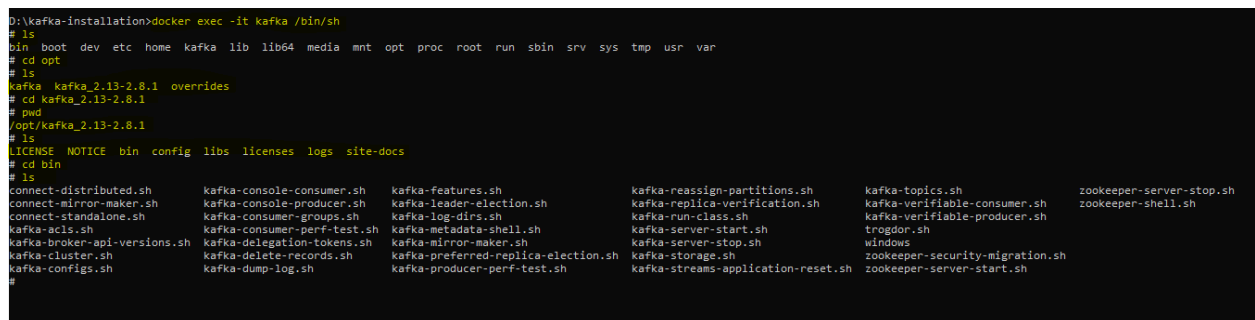 D:\kafka-installation>docker exec -it kafka /bin/sh
# ls
bin  boot  dev  etc  home  kafka  lib  lib64  media  mnt  opt  proc  root  run  sbin  srv  sys  tmp  usr  var
# cd opt
# ls
kafka  kafka_2.13-2.8.1  overrides
# cd kafka_2.13-2.8.1
# pwd
/opt/kafka_2.13-2.8.1
# ls
LICENSE  NOTICE  bin  config  libs  licenses  logs  site-docs
# cd bin
# ls
connect-distributed.sh  kafka-console-consumer.sh  kafka-features.sh  kafka-reassign-partitions.sh  kafka-topics.sh  zookeeper-server-stop.sh
connect-mirror-maker.sh  kafka-console-producer.sh  kafka-leader-election.sh  kafka-replica-verification.sh  kafka-verifiable-consumer.sh  zookeeper-shell.sh
connect-standalone.sh  kafka-consumer-groups.sh  kafka-log-dirs.sh  kafka-run-class.sh  kafka-verifiable-producer.sh
kafka-acls.sh  kafka-consumer-perf-test.sh  kafka-metadata-shell.sh  kafka-server-start.sh  trogdor.sh
kafka-broker-api-versions.sh  kafka-delegation-tokens.sh  kafka-mirror-maker.sh  kafka-server-stop.sh  windows
kafka-cluster.sh  kafka-delete-records.sh  kafka-preferred-replica-election.sh  kafka-storage.sh  zookeeper-security-migration.sh
kafka-configs.sh  kafka-dump-log.sh  kafka-producer-perf-test.sh  kafka-streams-application-reset.sh  zookeeper-server-start.sh
#